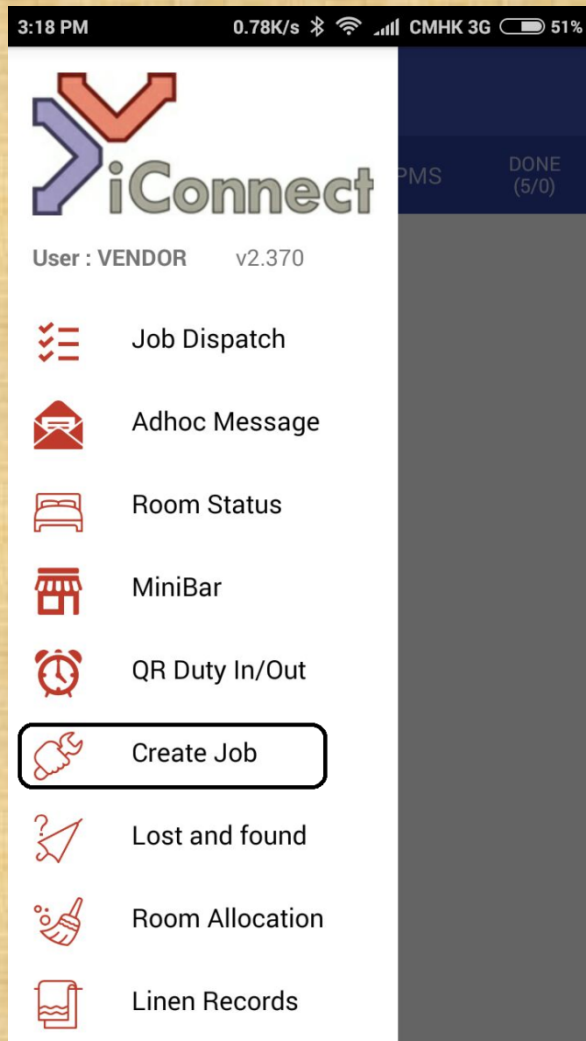 3:18 PM 0.78K/s CMHK 3G 51%
iConnect
PMS DONE
(5/0)
User : VENDOR v2.370
Job Dispatch
Adhoc Message
Room Status
MiniBar
QR Duty In/Out
Create Job
Lost and found
Room Allocation
Linen Records